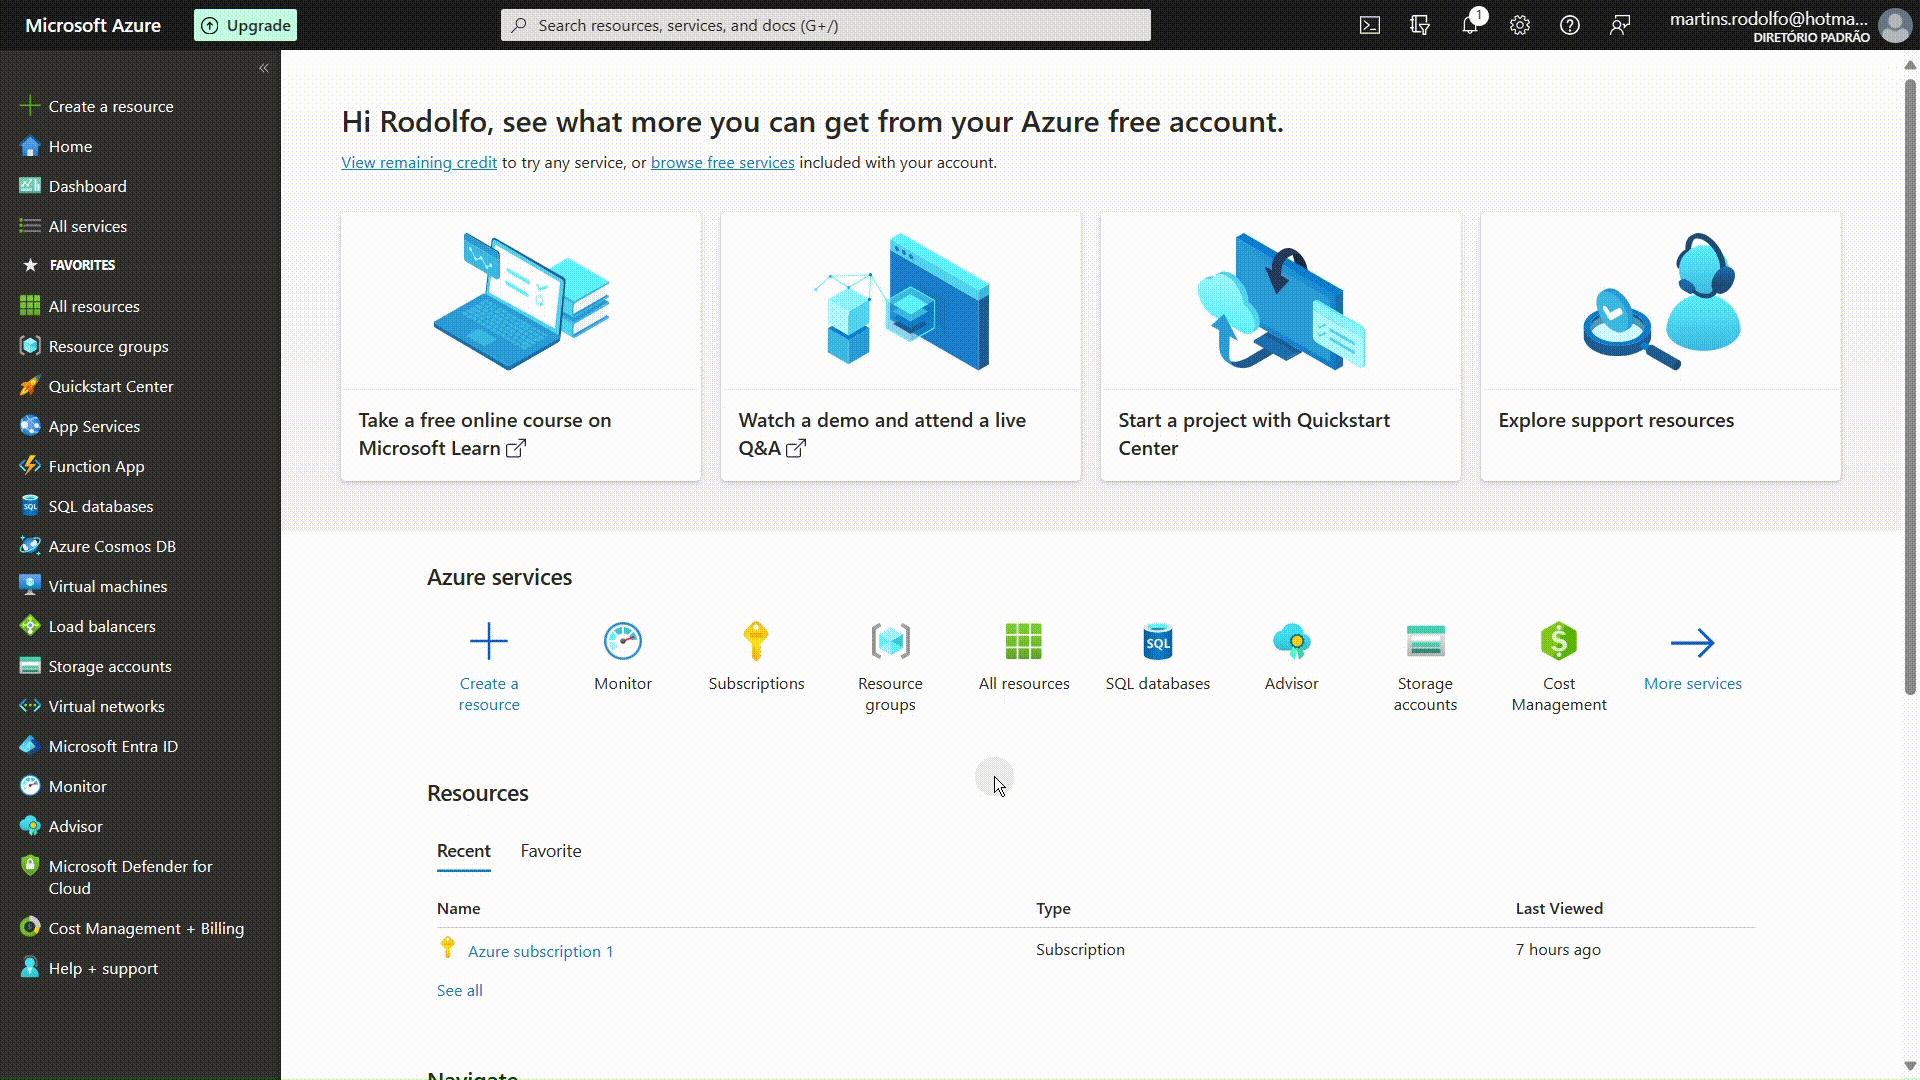 Microsoft Azure
Upgrade
Search resources, services, and docs (G+/)
1
martins.rodolfo@hotma...
DIRETÓRIO PADRÃO
Create a resource
Home
Dashboard
All services
FAVORITES
All resources
Resource groups
Quickstart Center
App Services
Function App
SQL databases
Azure Cosmos DB
Virtual machines
Load balancers
Storage accounts
Virtual networks
Microsoft Entra ID
Monitor
Advisor
Microsoft Defender for
Cloud
Cost Management + Billing
Help + support
Hi Rodolfo, see what more you can get from your Azure free account.
View remaining credit to try any service, or browse free services included with your account.
Take a free online course on
Microsoft Learn
Watch a demo and attend a live
Q&A
Start a project with Quickstart
Center
Explore support resources
Azure services
Create a
resource
Monitor
Subscriptions
Resource
groups
All resources
SQL
SQL databases
Advisor
Storage
accounts
Cost
Management
More services
Resources
Recent
Favorite
Name
Type
Last Viewed
Azure subscription 1
Subscription
7 hours ago
See all
Navigate